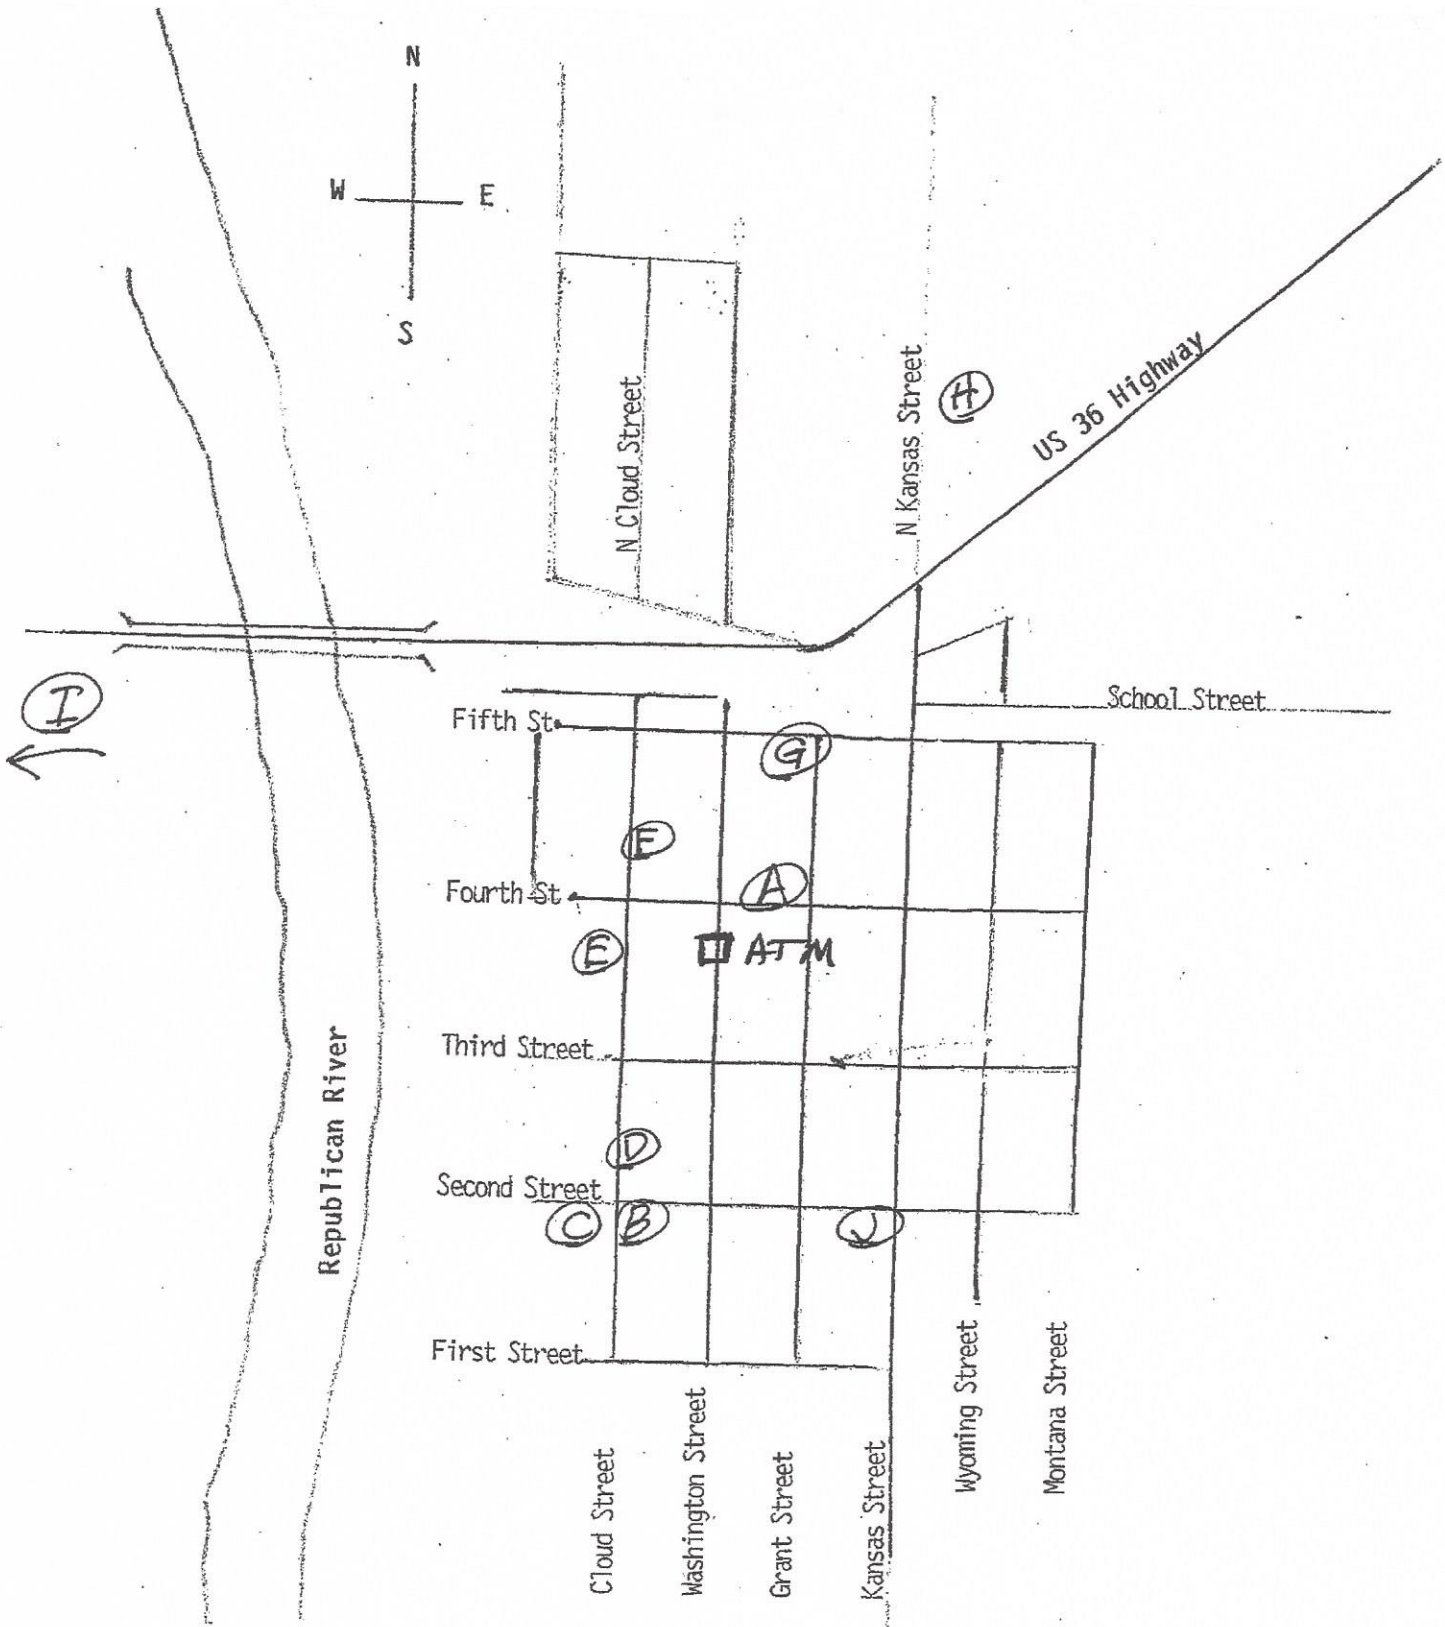 N
W
E
S
N Cloud Street
N Kansas Street
H
US 36 Highway
I
School Street
Fifth St
G
F
Fourth St
A
E
ATM
Third Street
Republican River
D
Second Street
C
B
J
First Street
Cloud Street
Washington Street
Grant Street
Kansas Street
Wyoming Street
Montana Street